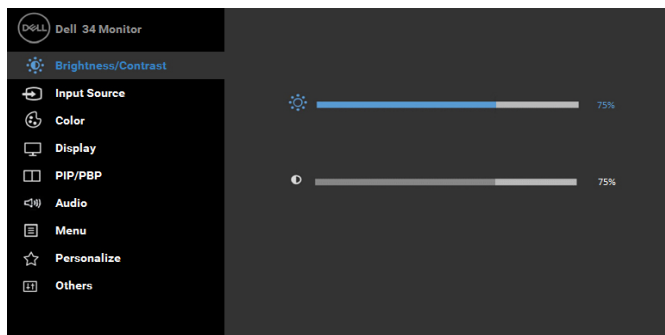 DELL Dell 34 Monitor
Brightness/Contrast
Input Source
75%
Color
Display
PIP/PBP
75%
Audio
Menu
Personalize
Others